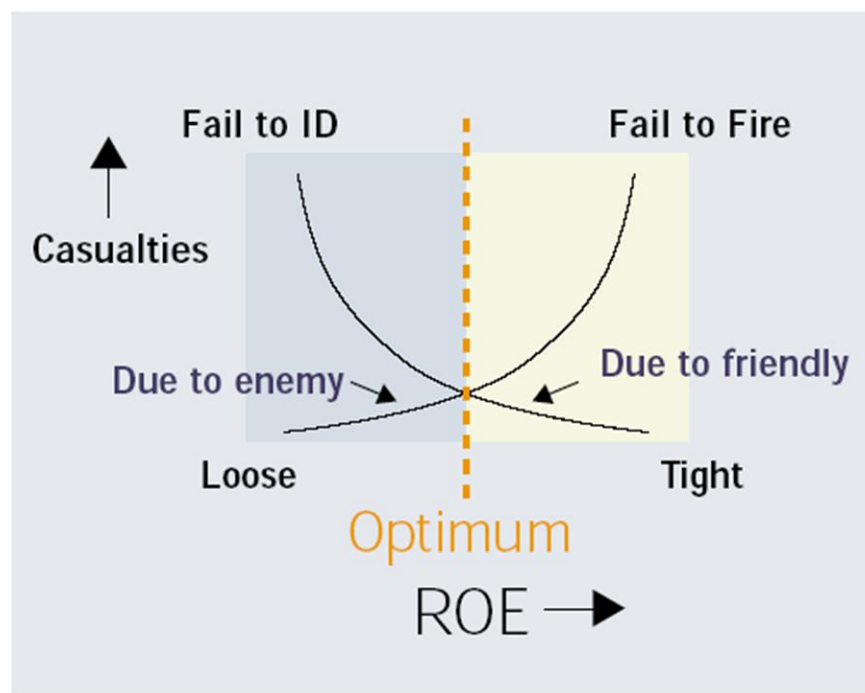 Fail to ID
Fail to Fire
Casualties
Due to enemy
Due to friendly
Loose
Tight
Optimum
ROE